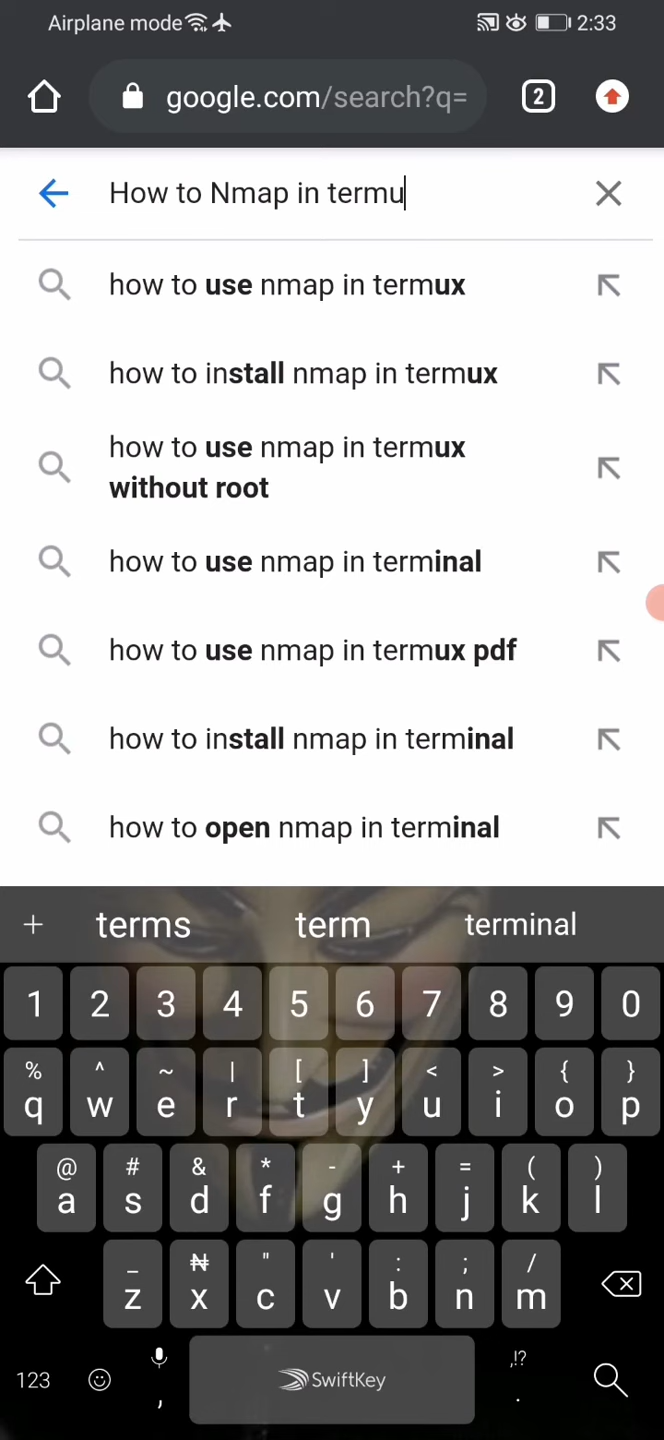 Airplane mode 2:33
google.com/search?q= 2
How to Nmap in termu
how to use nmap in termux
how to install nmap in termux
how to use nmap in termux
without root
how to use nmap in terminal
how to use nmap in termux pdf
how to install nmap in terminal
how to open nmap in terminal
+ terms term terminal
1 2 3 4 5 6 7 8 9 0
% ^ ~ | [ ] < > { }
q w e r t y u i o p
@ # & * - + = ( )
a s d f g h j k l
_ ₦ " ' : ; /
z x c v b n m
123 , SwiftKey ,!? .